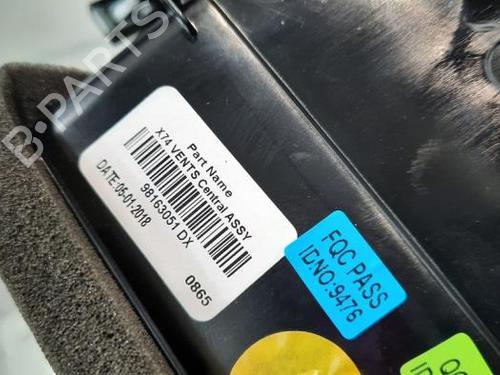 B-PARTS
Part Name
X74 VENTS Central ASSY
98163051 DX
DATE:05-01-2018
0865
FQC PASS
IDNO:9476